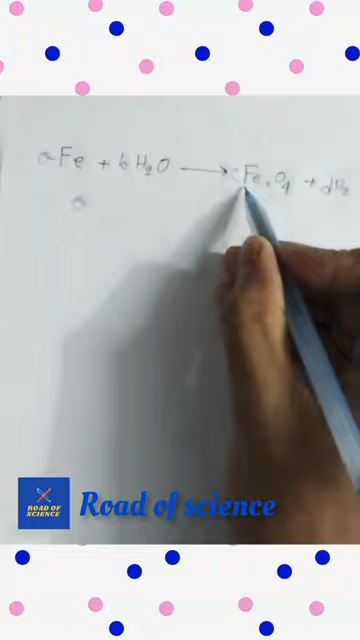 aFe + bH₂O → cFe₃O₄ + dH₂
a
ROAD OF
SCIENCE
Road of science